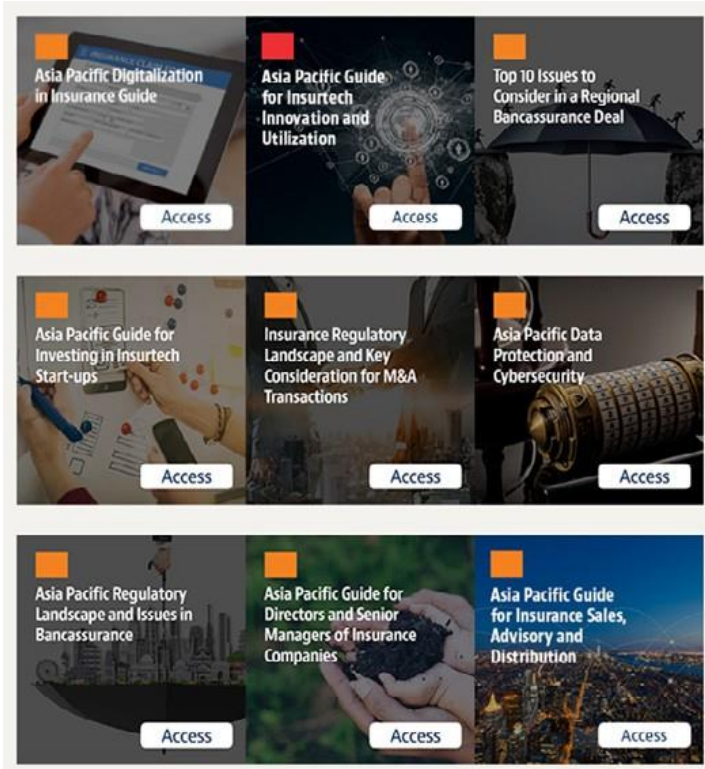 INSURANCE CLAIM
Asia Pacific Digitalization
in Insurance Guide
Access
Asia Pacific Guide
for Insurtech
Innovation and
Utilization
Access
Top 10 Issues to
Consider in a Regional
Bancassurance Deal
Access
Asia Pacific Guide for
Investing in Insurtech
Start-ups
Access
Insurance Regulatory
Landscape and Key
Consideration for M&A
Transactions
Access
Asia Pacific Data
Protection and
Cybersecurity
Access
Asia Pacific Regulatory
Landscape and Issues in
Bancassurance
Access
Asia Pacific Guide for
Directors and Senior
Managers of Insurance
Companies
Access
Asia Pacific Guide
for Insurance Sales,
Advisory and
Distribution
Access